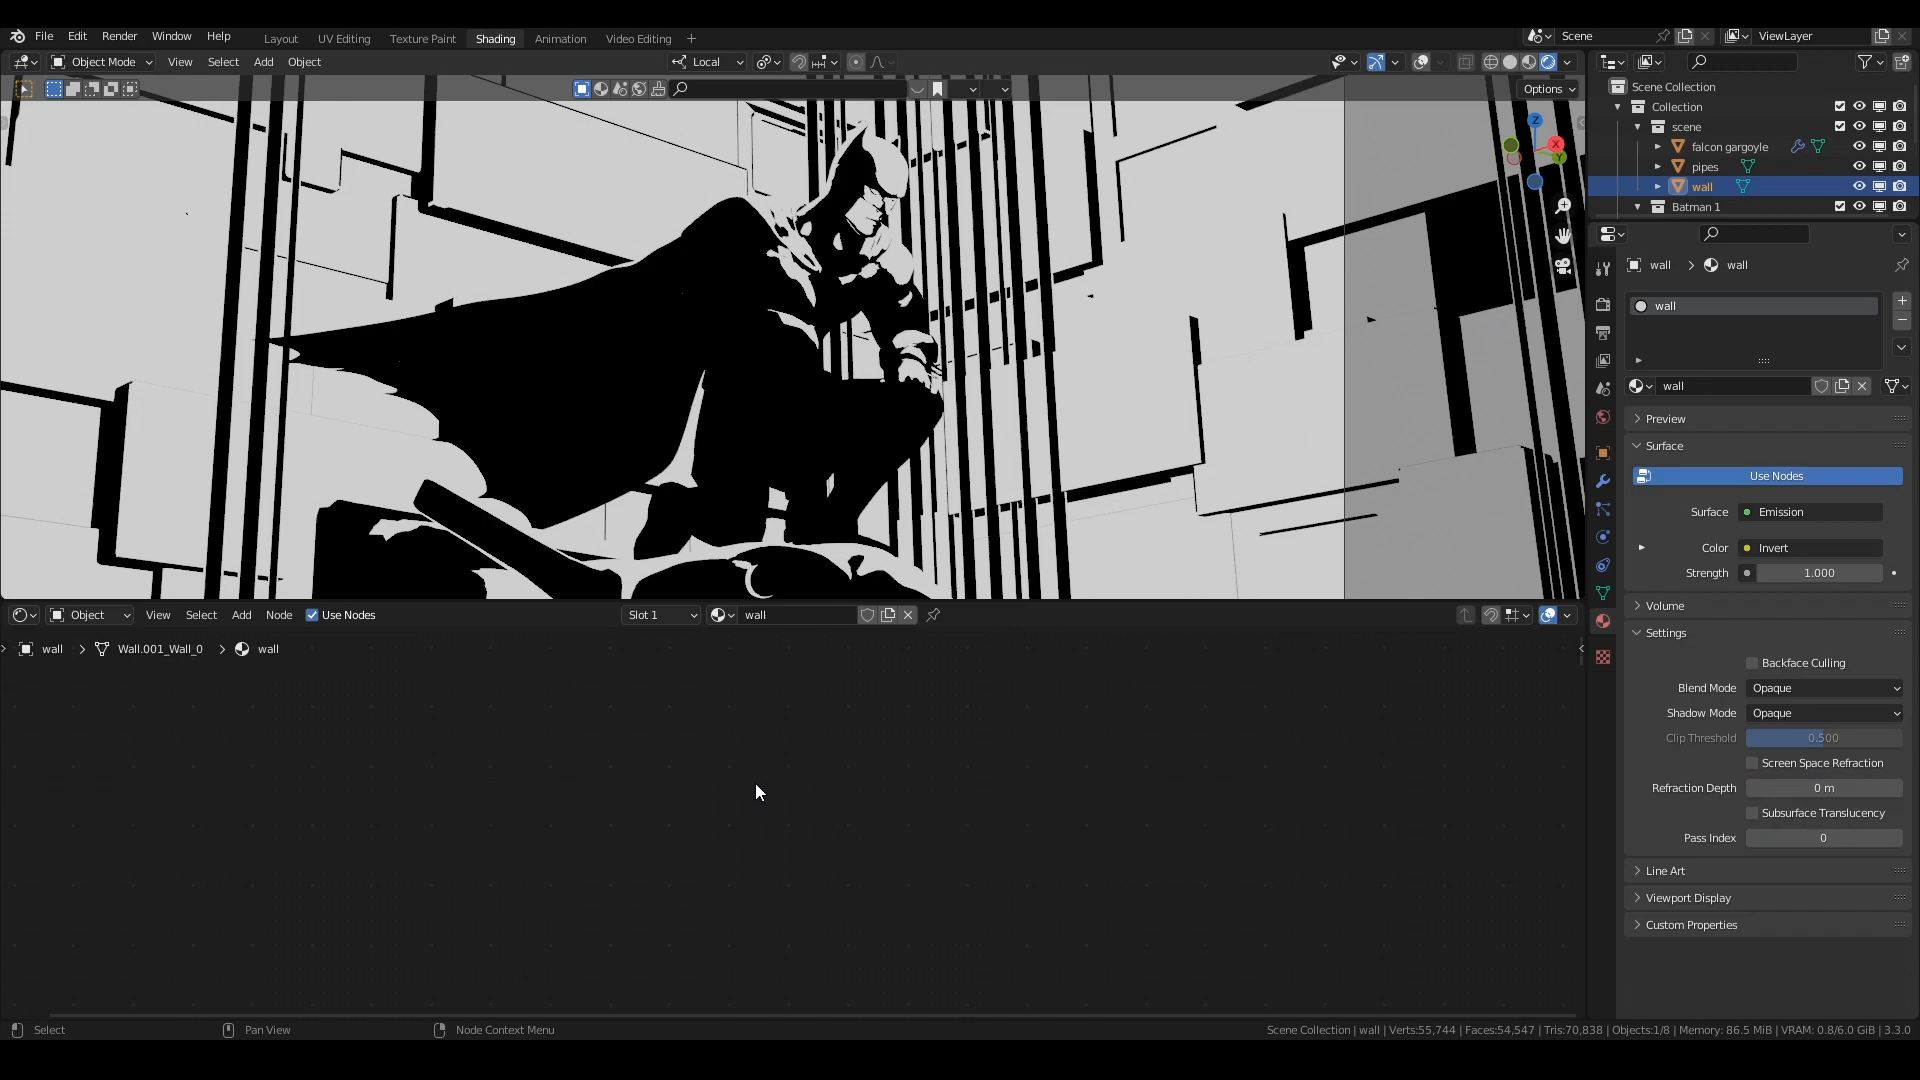 File Edit Render Window Help Layout UV Editing Texture Paint Shading Animation Video Editing + Scene ViewLayer
Object Mode View Select Add Object Local
Options
Z
X
Y
Scene Collection
Collection
scene
falcon gargoyle
pipes
wall
Batman 1
wall > wall
wall
wall
Preview
Surface
Use Nodes
Surface Emission
Color Invert
Strength 1.000
Volume
Settings
Backface Culling
Blend Mode Opaque
Shadow Mode Opaque
Clip Threshold 0.500
Screen Space Refraction
Refraction Depth 0 m
Subsurface Translucency
Pass Index 0
Line Art
Viewport Display
Custom Properties
Object View Select Add Node Use Nodes Slot 1 wall
wall > Wall.001_Wall_0 > wall
Select Pan View Node Context Menu Scene Collection | wall | Verts:55,744 | Faces:54,547 | Tris:70,838 | Objects:1/8 | Memory: 86.5 MiB | VRAM: 0.8/6.0 GiB | 3.3.0